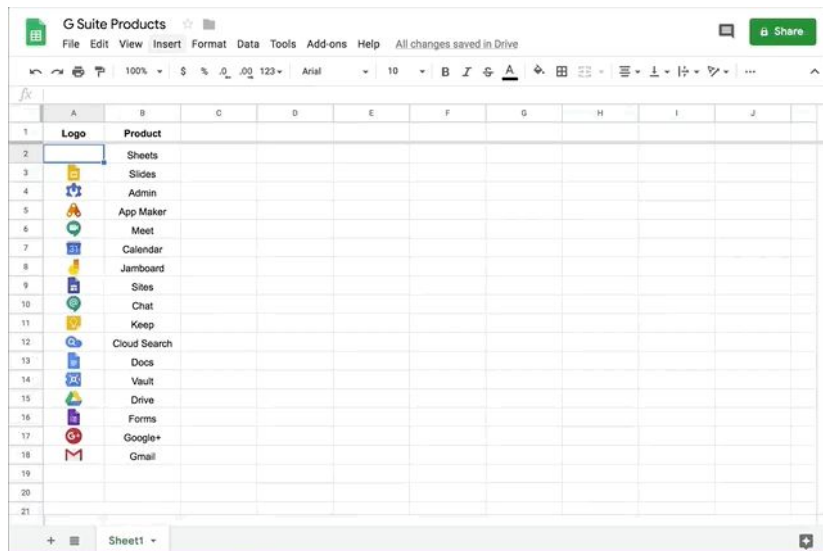 G Suite Products
File Edit View Insert Format Data Tools Add-ons Help All changes saved in Drive
Share
100% $ % .0 .00 123 Arial 10 B I S A
fx
A B C D E F G H I J
1 Logo Product
2 Sheets
3 Slides
4 Admin
5 App Maker
6 Meet
7 31 Calendar
8 Jamboard
9 Sites
10 Chat
11 Keep
12 Cloud Search
13 Docs
14 Vault
15 Drive
16 Forms
17 G+ Google+
18 Gmail
19
20
21
Sheet1